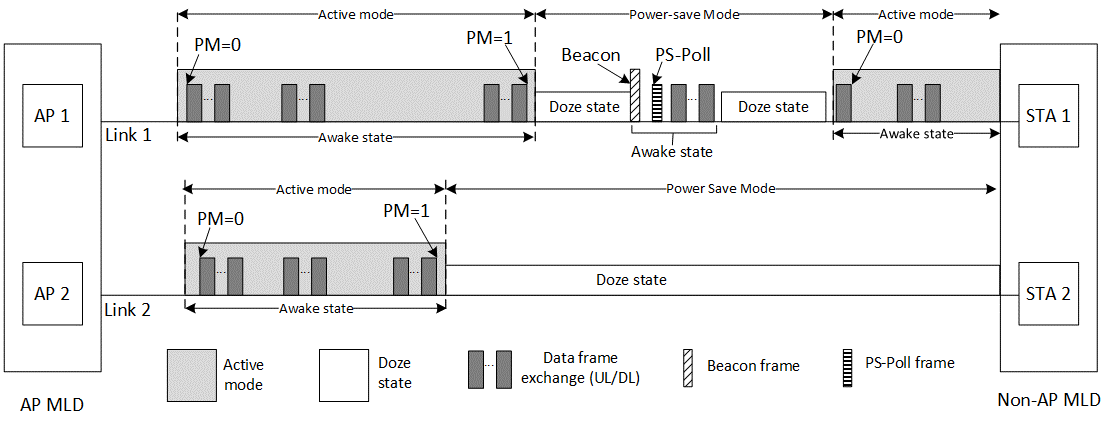 Active mode
Power-save Mode
Active mode
PM=0
PM=1
Beacon
PS-Poll
PM=0
AP 1
Doze state
Doze state
STA 1
Link 1
Awake state
Awake state
Awake state
Active mode
Power Save Mode
PM=0
PM=1
AP 2
Doze state
STA 2
Link 2
Awake state
Active
mode
Doze
state
Data frame
exchange (UL/DL)
Beacon frame
PS-Poll frame
AP MLD
Non-AP MLD